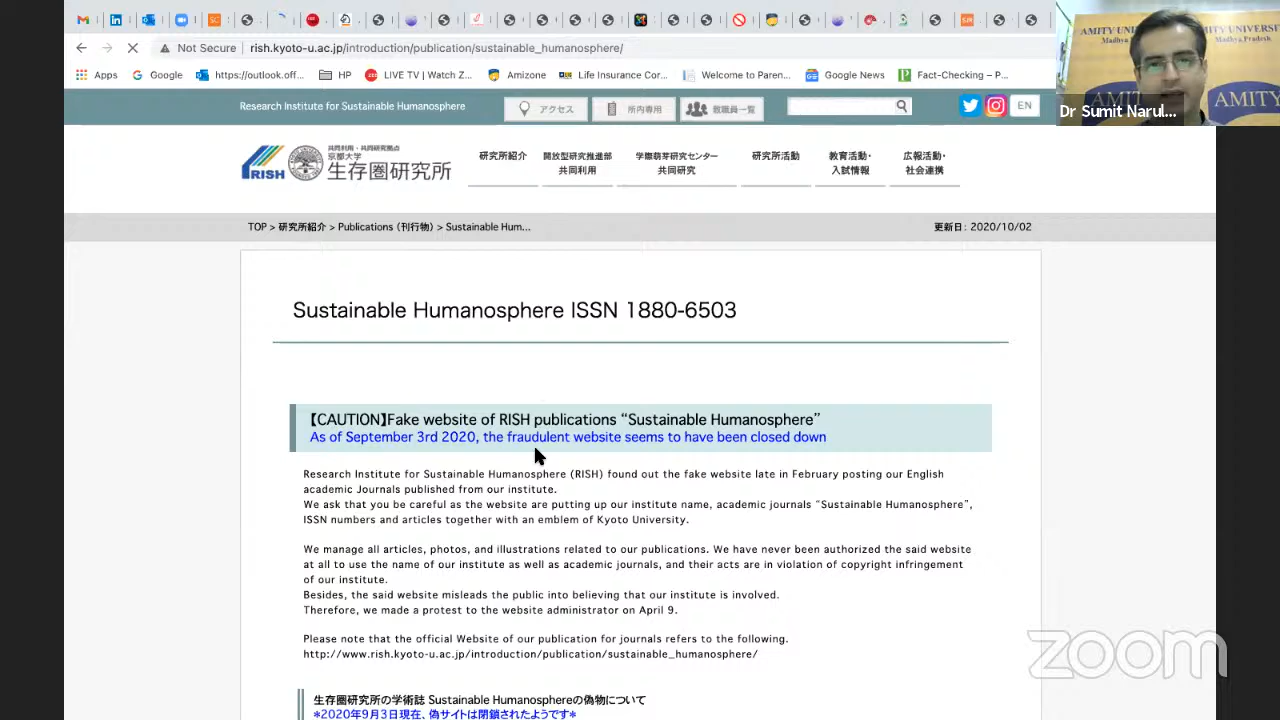 Not Secure
rish.kyoto-u.ac.jp/introduction/publication/sustainable_humanosphere/
Apps
Google
https://outlook.off...
HP
LIVE TV | Watch Z...
Amizone
Life Insurance Cor...
Welcome to Paren...
Google News
Fact-Checking – P...
AMITY UNIVERSITY
Madhya Pradesh
AMITY
Dr Sumit Narul...
Research Institute for Sustainable Humanosphere
アクセス
所内専用
教職員一覧
EN
RISH
共同利用・共同研究拠点
京都大学
生存圏研究所
研究所紹介
開放型研究推進部
共同利用
学際萌芽研究センター
共同研究
研究所活動
教育活動・
入試情報
広報活動・
社会連携
TOP > 研究所紹介 > Publications (刊行物) > Sustainable Hum...
更新日: 2020/10/02
Sustainable Humanosphere ISSN 1880-6503
【CAUTION】Fake website of RISH publications “Sustainable Humanosphere”
As of September 3rd 2020, the fraudulent website seems to have been closed down
Research Institute for Sustainable Humanosphere (RISH) found out the fake website late in February posting our English
academic Journals published from our institute.
We ask that you be careful as the website are putting up our institute name, academic journals “Sustainable Humanosphere”,
ISSN numbers and articles together with an emblem of Kyoto University.
We manage all articles, photos, and illustrations related to our publications. We have never been authorized the said website
at all to use the name of our institute as well as academic journals, and their acts are in violation of copyright infringement
of our institute.
Besides, the said website misleads the public into believing that our institute is involved.
Therefore, we made a protest to the website administrator on April 9.
Please note that the official Website of our publication for journals refers to the following.
http://www.rish.kyoto-u.ac.jp/introduction/publication/sustainable_humanosphere/
生存圏研究所の学術誌 Sustainable Humanosphereの偽物について
*2020年9月3日現在、偽サイトは閉鎖されたようです*
zoom